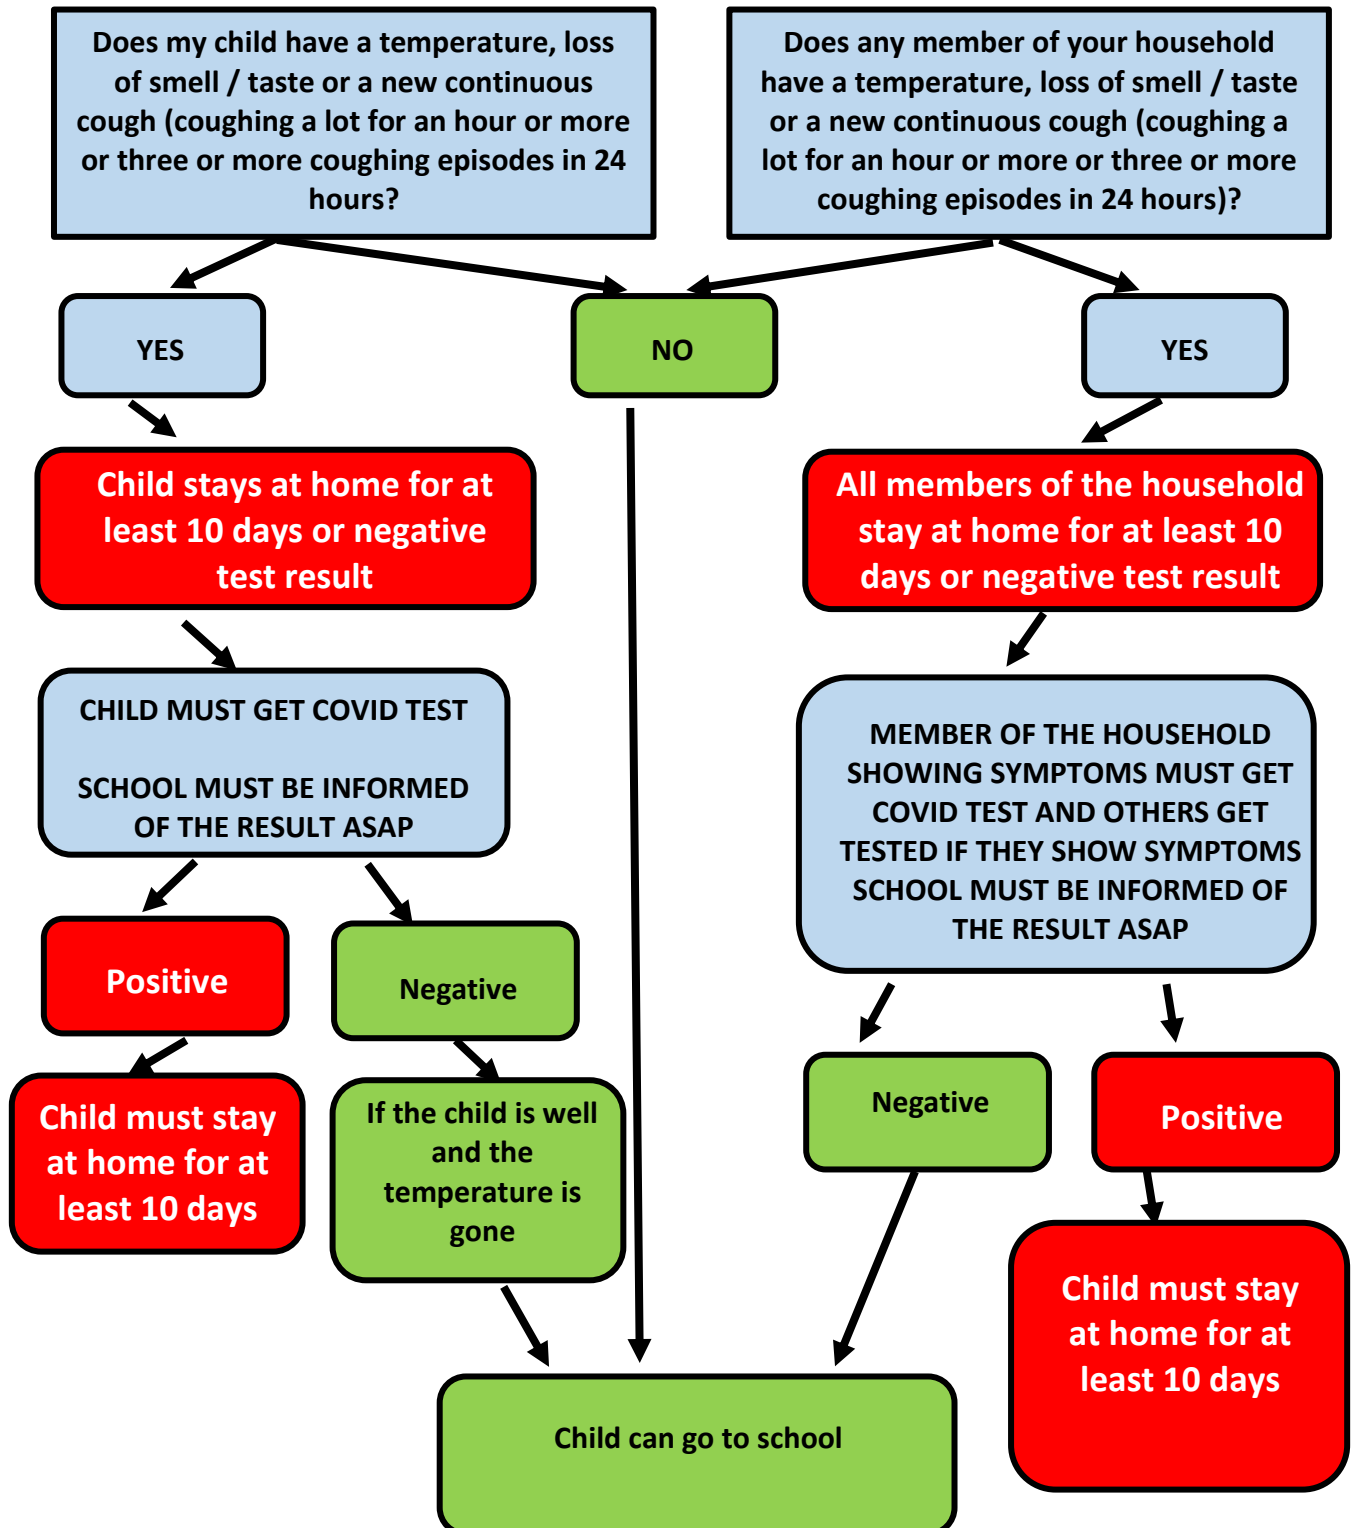 Does my child have a temperature, loss
of smell / taste or a new continuous
cough (coughing a lot for an hour or more
or three or more coughing episodes in 24
hours?
Does any member of your household
have a temperature, loss of smell / taste
or a new continuous cough (coughing a
lot for an hour or more or three or more
coughing episodes in 24 hours)?
YES
NO
YES
Child stays at home for at
least 10 days or negative
test result
All members of the household
stay at home for at least 10
days or negative test result
CHILD MUST GET COVID TEST
SCHOOL MUST BE INFORMED
OF THE RESULT ASAP
MEMBER OF THE HOUSEHOLD
SHOWING SYMPTOMS MUST GET
COVID TEST AND OTHERS GET
TESTED IF THEY SHOW SYMPTOMS
SCHOOL MUST BE INFORMED OF
THE RESULT ASAP
Positive
Negative
Child must stay
at home for at
least 10 days
If the child is well
and the
temperature is
gone
Negative
Positive
Child must stay
at home for at
least 10 days
Child can go to school